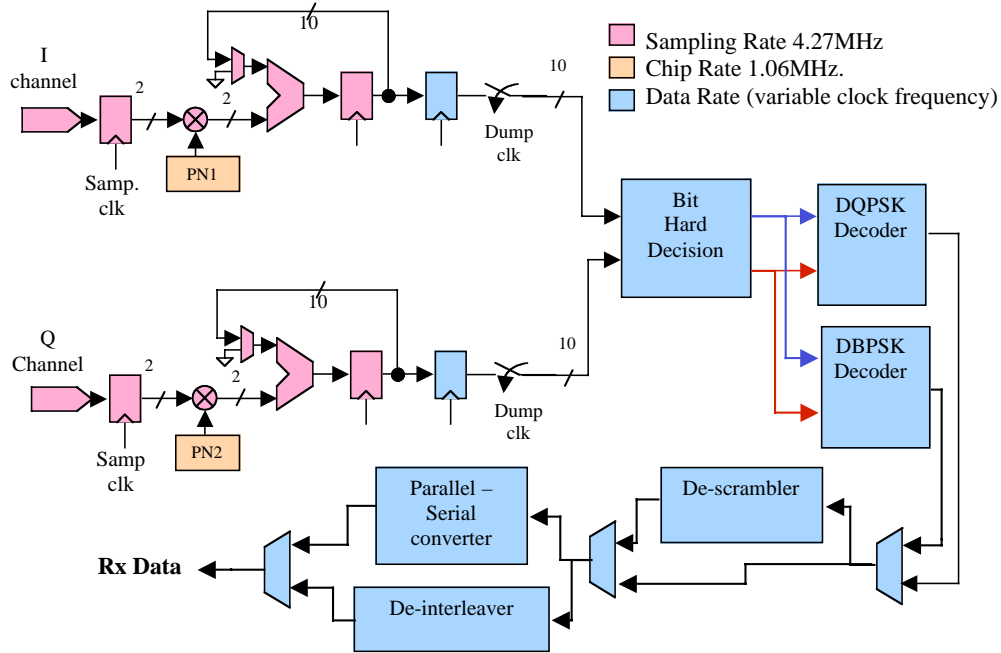 10
I
channel
Sampling Rate 4.27MHz
Chip Rate 1.06MHz.
Data Rate (variable clock frequency)
2
2
10
PN1
Samp.
clk
Dump
clk
Bit
Hard
Decision
DQPSK
Decoder
10
Q
Channel
2
2
10
DBPSK
Decoder
PN2
Samp
clk
Dump
clk
Parallel –
Serial
converter
De-scrambler
Rx Data
De-interleaver